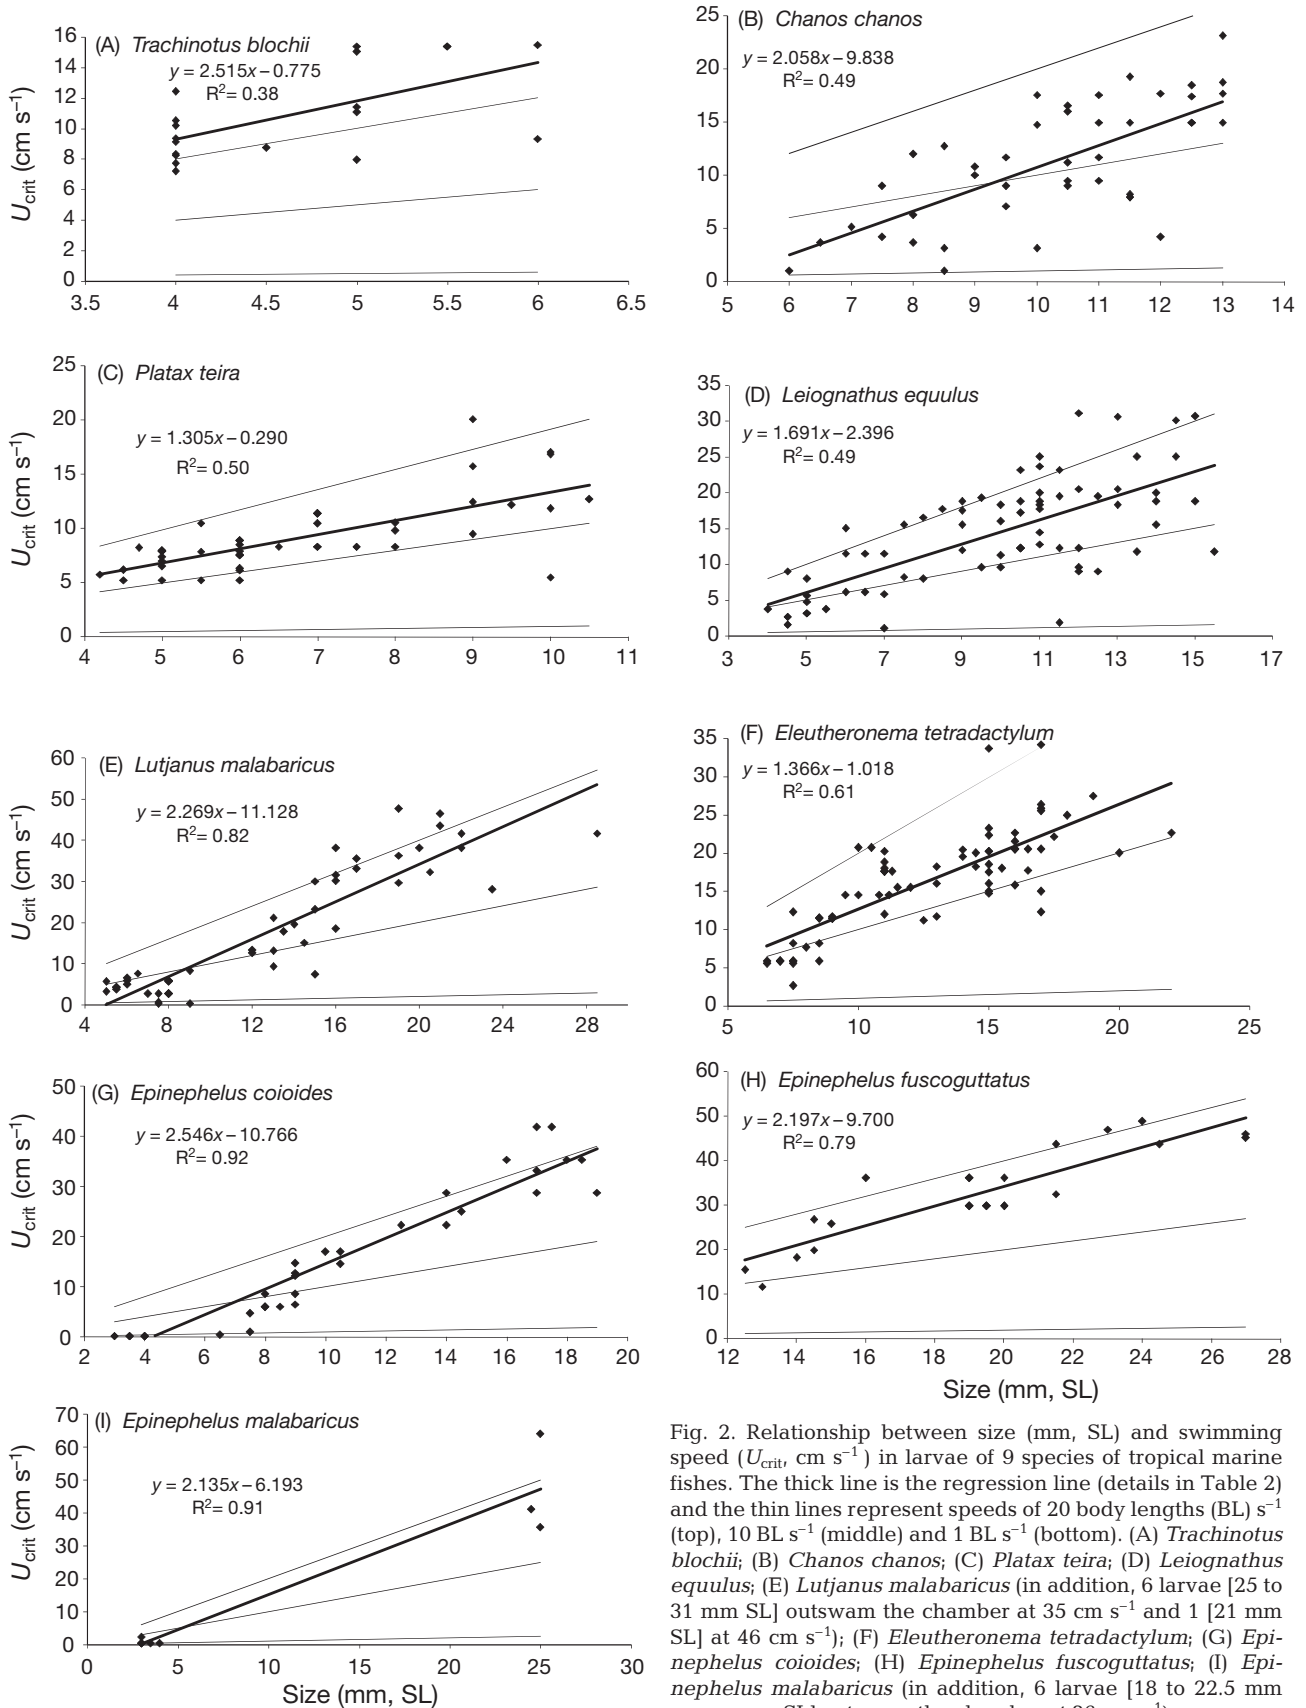 (A) Trachinotus blochii
y = 2.515x – 0.775
R² = 0.38
U_crit (cm s⁻¹)
16
14
12
10
8
6
4
2
0
3.5 4 4.5 5 5.5 6 6.5
(B) Chanos chanos
y = 2.058x – 9.838
R² = 0.49
25
20
15
10
5
0
5 6 7 8 9 10 11 12 13 14
(C) Platax teira
y = 1.305x – 0.290
R² = 0.50
U_crit (cm s⁻¹)
25
20
15
10
5
0
4 5 6 7 8 9 10 11
(D) Leiognathus equulus
y = 1.691x – 2.396
R² = 0.49
35
30
25
20
15
10
5
0
3 5 7 9 11 13 15 17
(E) Lutjanus malabaricus
y = 2.269x – 11.128
R² = 0.82
U_crit (cm s⁻¹)
60
50
40
30
20
10
0
4 8 12 16 20 24 28
(F) Eleutheronema tetradactylum
y = 1.366x – 1.018
R² = 0.61
35
30
25
20
15
10
5
0
5 10 15 20 25
(G) Epinephelus coioides
y = 2.546x – 10.766
R² = 0.92
U_crit (cm s⁻¹)
50
40
30
20
10
0
2 4 6 8 10 12 14 16 18 20
(H) Epinephelus fuscoguttatus
y = 2.197x – 9.700
R² = 0.79
60
50
40
30
20
10
0
12 14 16 18 20 22 24 26 28
Size (mm, SL)
(I) Epinephelus malabaricus
y = 2.135x – 6.193
R² = 0.91
U_crit (cm s⁻¹)
70
60
50
40
30
20
10
0
0 5 10 15 20 25 30
Size (mm, SL)
Fig. 2. Relationship between size (mm, SL) and swimming
speed (U_crit, cm s⁻¹) in larvae of 9 species of tropical marine
fishes. The thick line is the regression line (details in Table 2)
and the thin lines represent speeds of 20 body lengths (BL) s⁻¹
(top), 10 BL s⁻¹ (middle) and 1 BL s⁻¹ (bottom). (A) Trachinotus
blochii; (B) Chanos chanos; (C) Platax teira; (D) Leiognathus
equulus; (E) Lutjanus malabaricus (in addition, 6 larvae [25 to
31 mm SL] outswam the chamber at 35 cm s⁻¹ and 1 [21 mm
SL] at 46 cm s⁻¹); (F) Eleutheronema tetradactylum; (G) Epi-
nephelus coioides; (H) Epinephelus fuscoguttatus; (I) Epi-
nephelus malabaricus (in addition, 6 larvae [18 to 22.5 mm